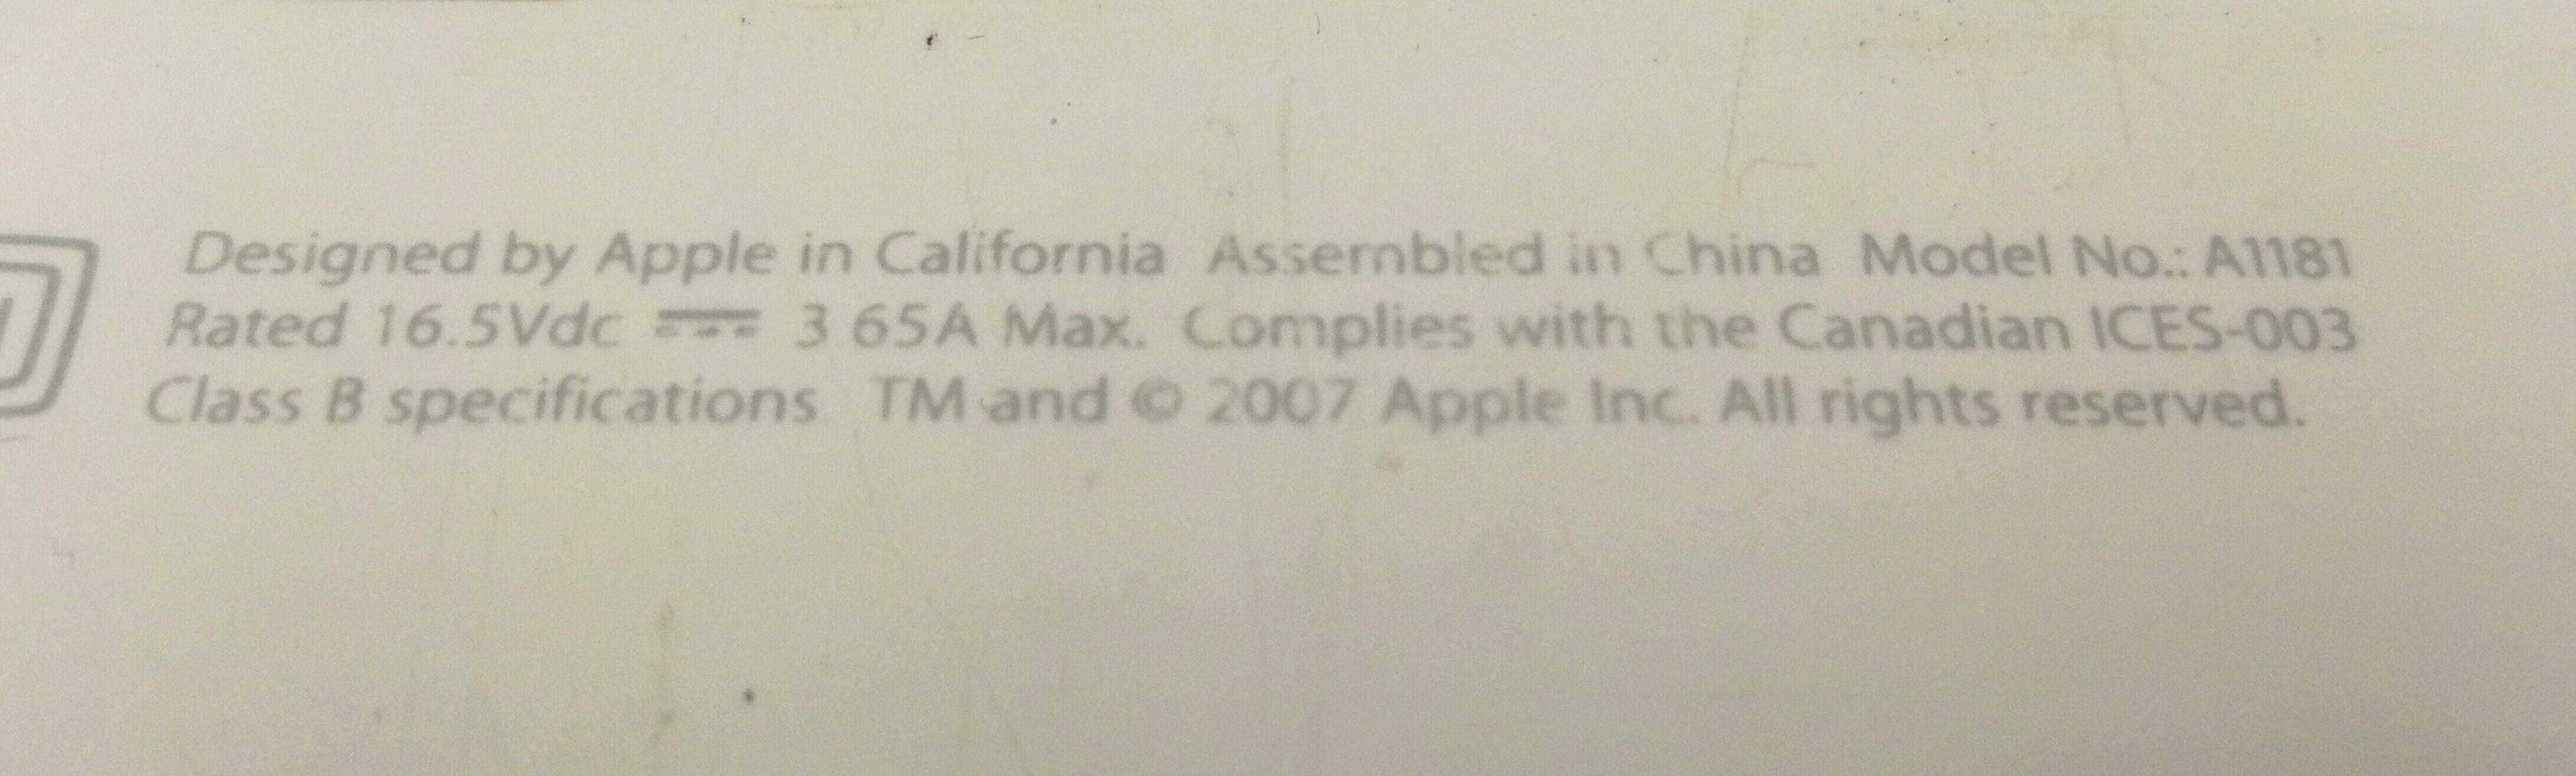 Designed by Apple in California Assembled in China Model No.: A1181
Rated 16.5Vdc ⎓ 3 65A Max. Complies with the Canadian ICES-003
Class B specifications TM and © 2007 Apple Inc. All rights reserved.